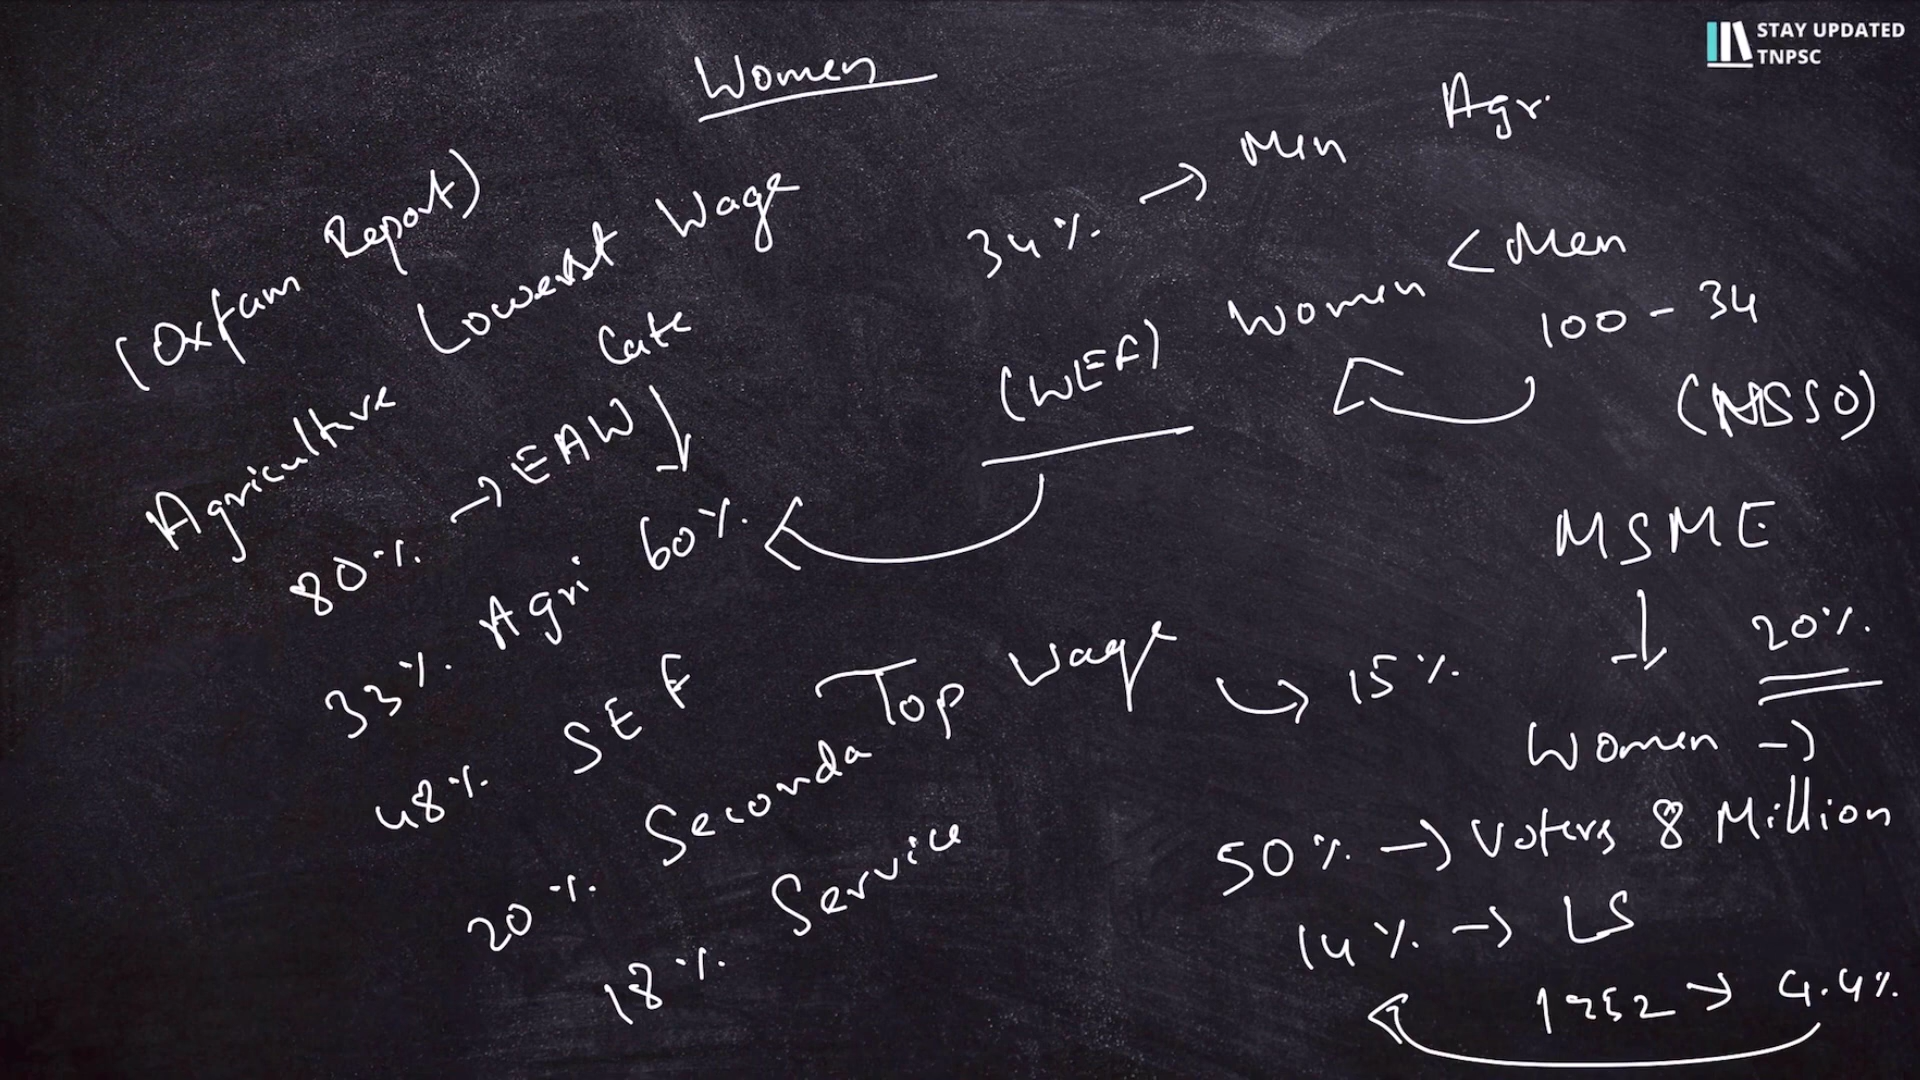 STAY UPDATED
TNPSC
Women
(Oxfam Report)
Agriculture
80% → EAW
33% Agri
48% SEF
20% Seconda
18% Service
Lowest Wage
Cate
↓
60%
(WEF)
Top Wage → 15%
34% → Men Agr.
Women < Men
100 - 34
(NSSO)
MSME
↓
20%
Women →
8 Million
50% → Voters
14% → LS
1952 → 4.4%